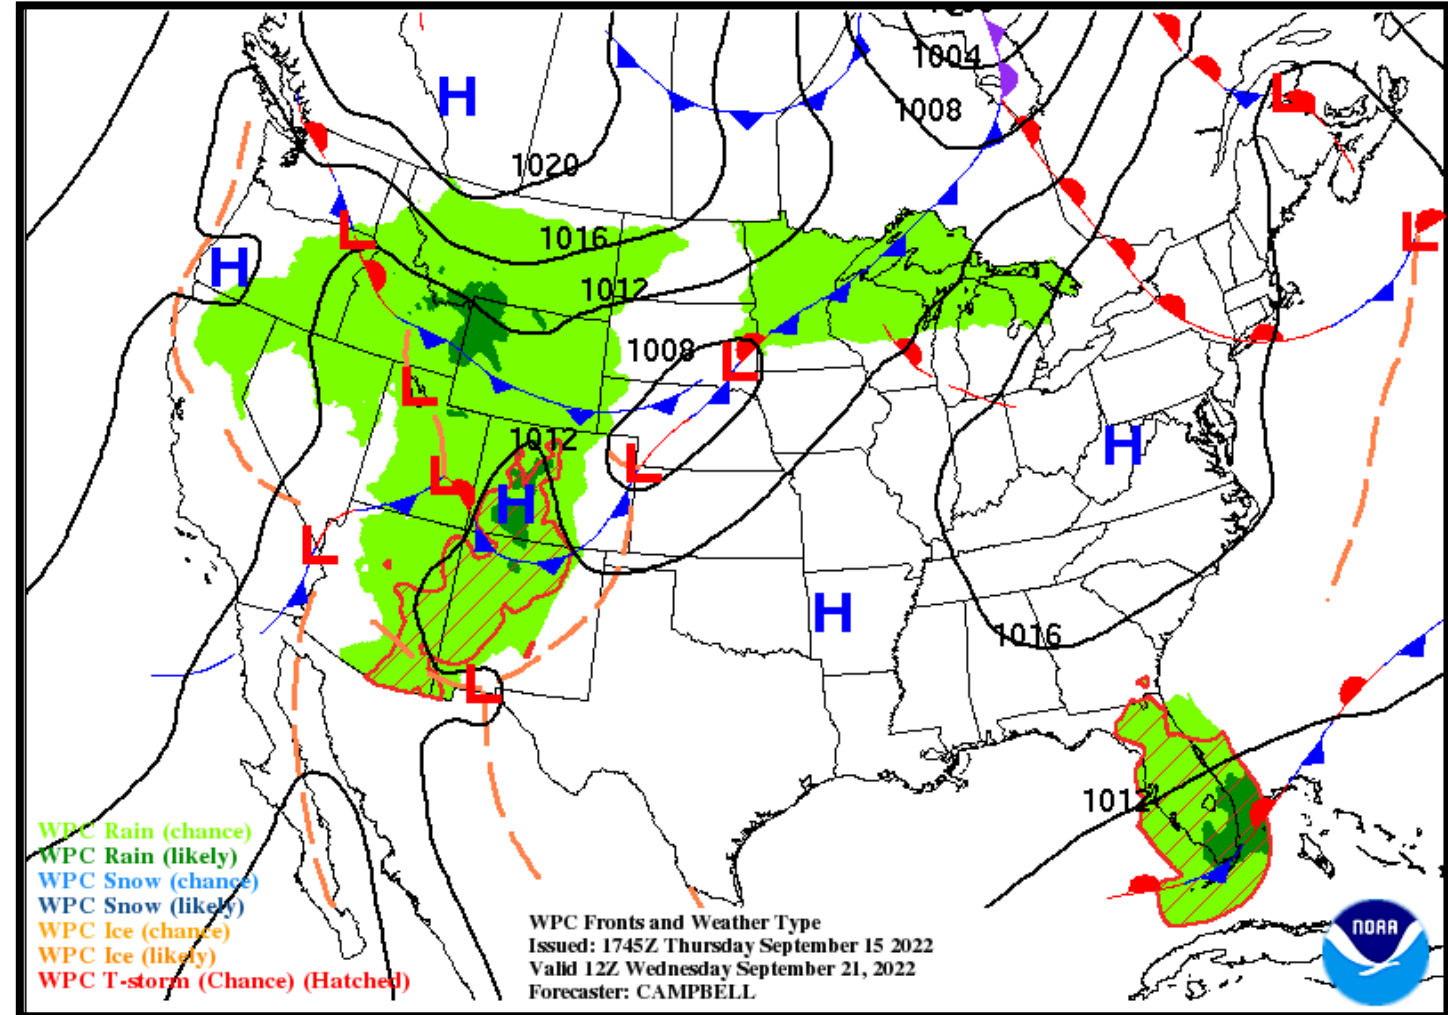 1004
H
1008
L
1020
L
L
1016
H
1012
1008
L
L
1012
H
L
L
H
L
H
1016
L
1012
WPC Rain (chance)
WPC Rain (likely)
WPC Snow (chance)
WPC Snow (likely)
WPC Ice (chance)
WPC Ice (likely)
WPC T-storm (Chance) (Hatched)
WPC Fronts and Weather Type
Issued: 1745Z Thursday September 15 2022
Valid 12Z Wednesday September 21, 2022
Forecaster: CAMPBELL
NOAA